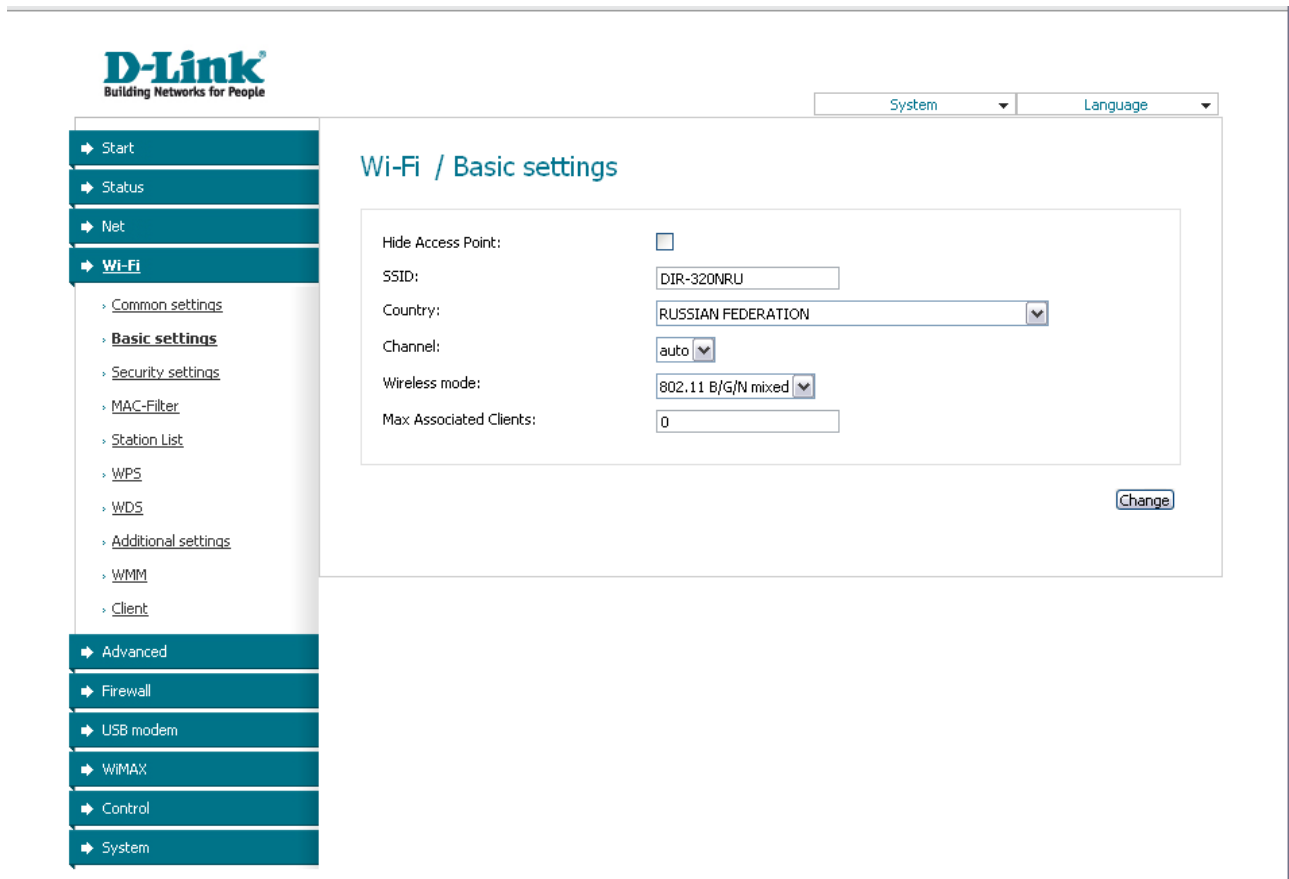 D-Link
Building Networks for People
System
Language
Start
Status
Net
Wi-Fi
Common settings
Basic settings
Security settings
MAC-Filter
Station List
WPS
WDS
Additional settings
WMM
Client
Advanced
Firewall
USB modem
WiMAX
Control
System
Wi-Fi / Basic settings
Hide Access Point:
SSID: DIR-320NRU
Country: RUSSIAN FEDERATION
Channel: auto
Wireless mode: 802.11 B/G/N mixed
Max Associated Clients: 0
Change